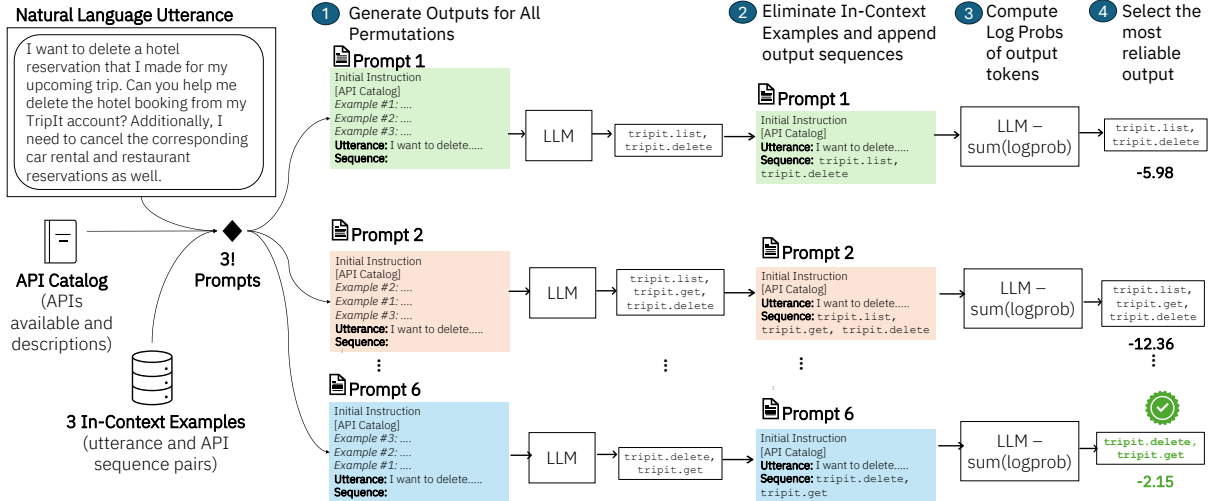 Natural Language Utterance
I want to delete a hotel
reservation that I made for my
upcoming trip. Can you help me
delete the hotel booking from my
TripIt account? Additionally, I
need to cancel the corresponding
car rental and restaurant
reservations as well.
API Catalog
(APIs
available and
descriptions)
3!
Prompts
3 In-Context Examples
(utterance and API
sequence pairs)
1 Generate Outputs for All
Permutations
2 Eliminate In-Context
Examples and append
output sequences
3 Compute
Log Probs
of output
tokens
4 Select the
most
reliable
output
Prompt 1
Initial Instruction
[API Catalog]
Example #1: ....
Example #2: ....
Example #3: ....
Utterance: I want to delete.....
Sequence:
LLM
tripit.list,
tripit.delete
Prompt 1
Initial Instruction
[API Catalog]
Utterance: I want to delete.....
Sequence: tripit.list,
tripit.delete
LLM –
sum(logprob)
tripit.list,
tripit.delete
-5.98
Prompt 2
Initial Instruction
[API Catalog]
Example #2: ....
Example #1: ....
Example #3: ....
Utterance: I want to delete.....
Sequence:
LLM
tripit.list,
tripit.get,
tripit.delete
Prompt 2
Initial Instruction
[API Catalog]
Utterance: I want to delete.....
Sequence: tripit.list,
tripit.get, tripit.delete
LLM –
sum(logprob)
tripit.list,
tripit.get,
tripit.delete
-12.36
Prompt 6
Initial Instruction
[API Catalog]
Example #3: ....
Example #2: ....
Example #1: ....
Utterance: I want to delete.....
Sequence:
LLM
tripit.delete,
tripit.get
Prompt 6
Initial Instruction
[API Catalog]
Utterance: I want to delete.....
Sequence: tripit.delete,
tripit.get
LLM –
sum(logprob)
tripit.delete,
tripit.get
-2.15